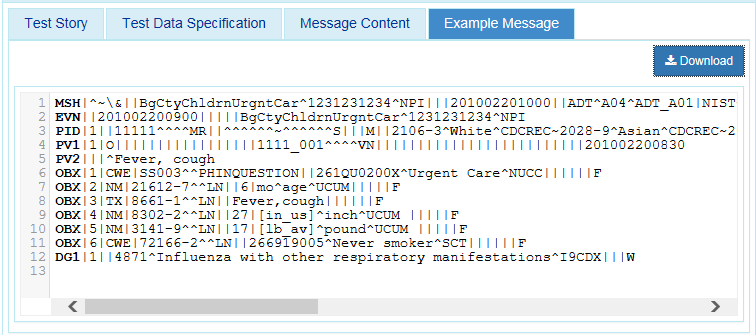 Test Story
Test Data Specification
Message Content
Example Message
Download
1 MSH|^~\&||BgCtyChldrnUrgntCar^1231231234^NPI|||201002201000||ADT^A04^ADT_A01|NIST
2 EVN||201002200900|||||BgCtyChldrnUrgntCar^1231231234^NPI
3 PID|1||11111^^^^MR||^^^^^^~^^^^^^S|||M||2106-3^White^CDCREC~2028-9^Asian^CDCREC~2
4 PV1|1|O|||||||||||||||||1111_001^^^^VN|||||||||||||||||||||||||201002200830
5 PV2|||^Fever, cough
6 OBX|1|CWE|SS003^^PHINQUESTION||261QU0200X^Urgent Care^NUCC||||||F
7 OBX|2|NM|21612-7^^LN||6|mo^age^UCUM|||||F
8 OBX|3|TX|8661-1^^LN||Fever,cough||||||F
9 OBX|4|NM|8302-2^^LN||27|[in_us]^inch^UCUM |||||F
10 OBX|5|NM|3141-9^^LN||17|[lb_av]^pound^UCUM |||||F
11 OBX|6|CWE|72166-2^^LN||266919005^Never smoker^SCT||||||F
12 DG1|1||4871^Influenza with other respiratory manifestations^I9CDX|||W
13